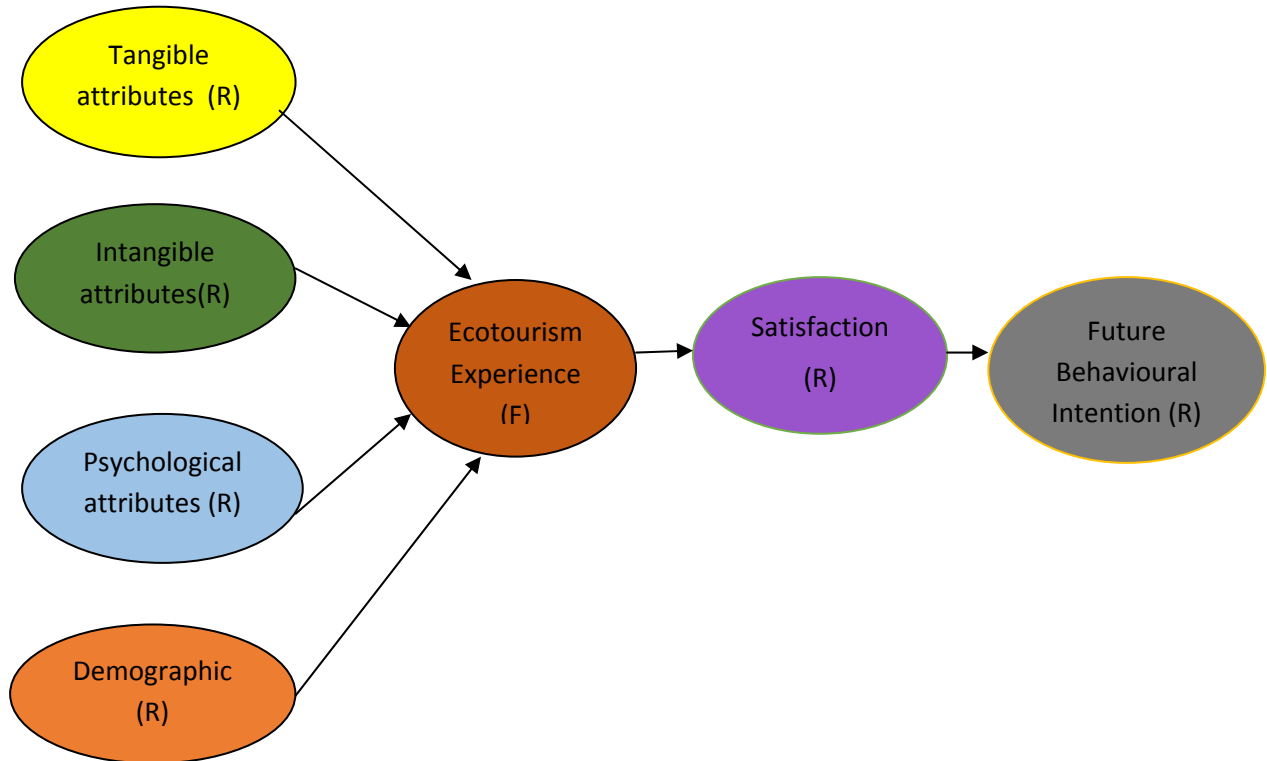 Tangible
attributes  (R)
Intangible
attributes(R)
Psychological
attributes (R)
Demographic
(R)
Ecotourism
Experience
(F)
Satisfaction
(R)
Future
Behavioural
Intention (R)